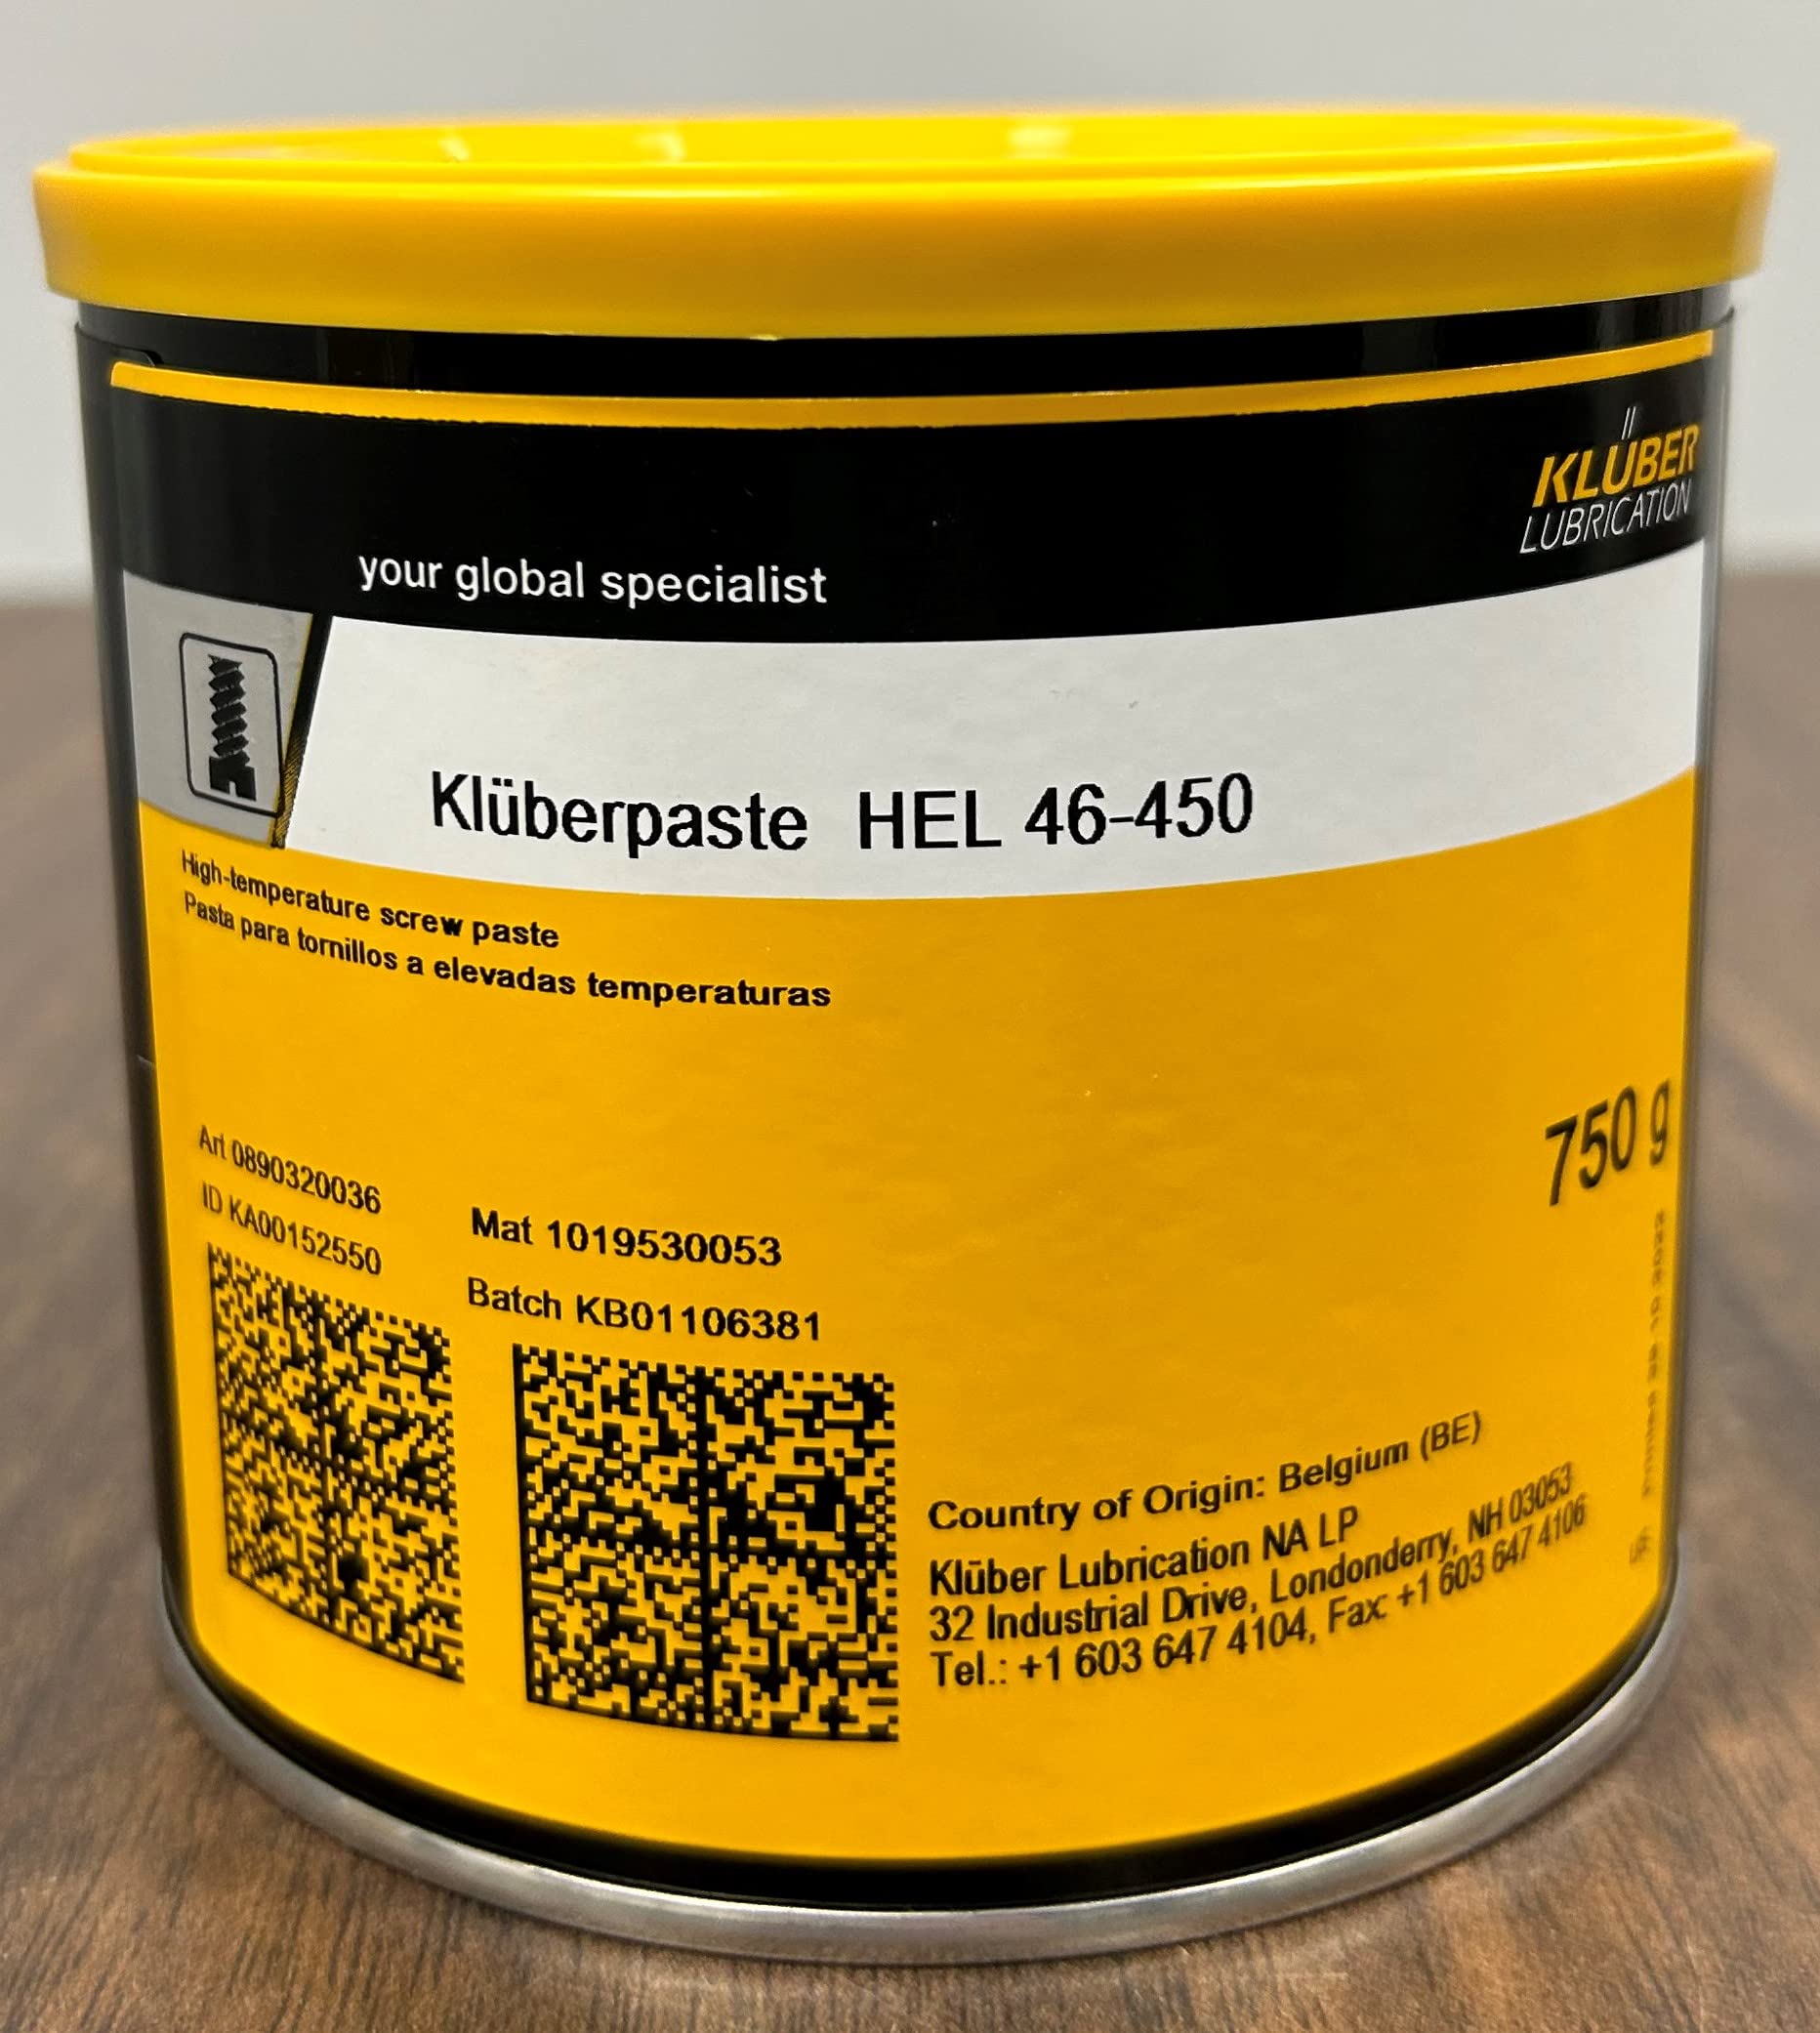 KLÜBER
LUBRICATION
your global specialist
Klüberpaste HEL 46-450
High-temperature screw paste
Pasta para tornillos a elevadas temperaturas
750 g
Art 0890320036
ID KA00152550
Mat 1019530053
Batch KB01106381
Country of Origin: Belgium (BE)
Klüber Lubrication NA LP
32 Industrial Drive, Londonderry, NH 03053
Tel.: +1 603 647 4104, Fax: +1 603 647 4106